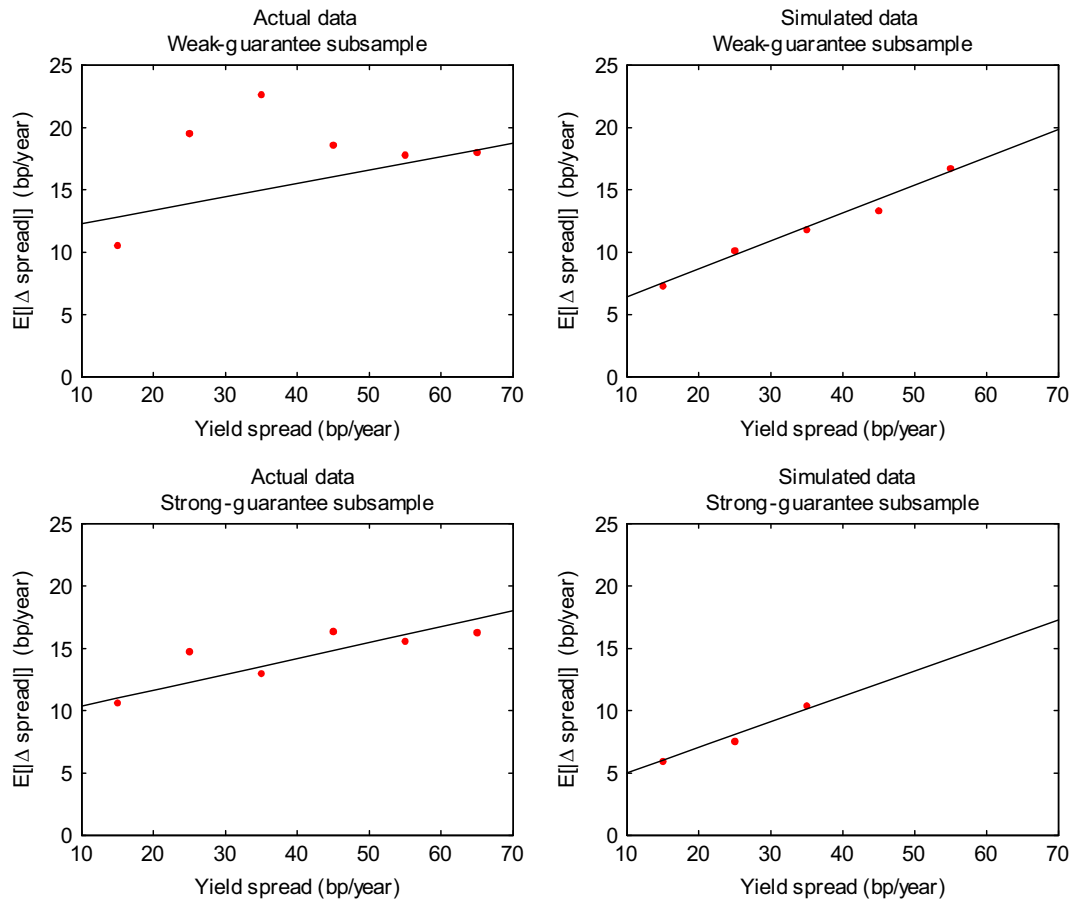 Actual data
Weak-guarantee subsample
25
20
15
10
5
0
E[|Δ spread|] (bp/year)
10 20 30 40 50 60 70
Yield spread (bp/year)
Simulated data
Weak-guarantee subsample
25
20
15
10
5
0
E[|Δ spread|] (bp/year)
10 20 30 40 50 60 70
Yield spread (bp/year)
Actual data
Strong-guarantee subsample
25
20
15
10
5
0
E[|Δ spread|] (bp/year)
10 20 30 40 50 60 70
Yield spread (bp/year)
Simulated data
Strong-guarantee subsample
25
20
15
10
5
0
E[|Δ spread|] (bp/year)
10 20 30 40 50 60 70
Yield spread (bp/year)